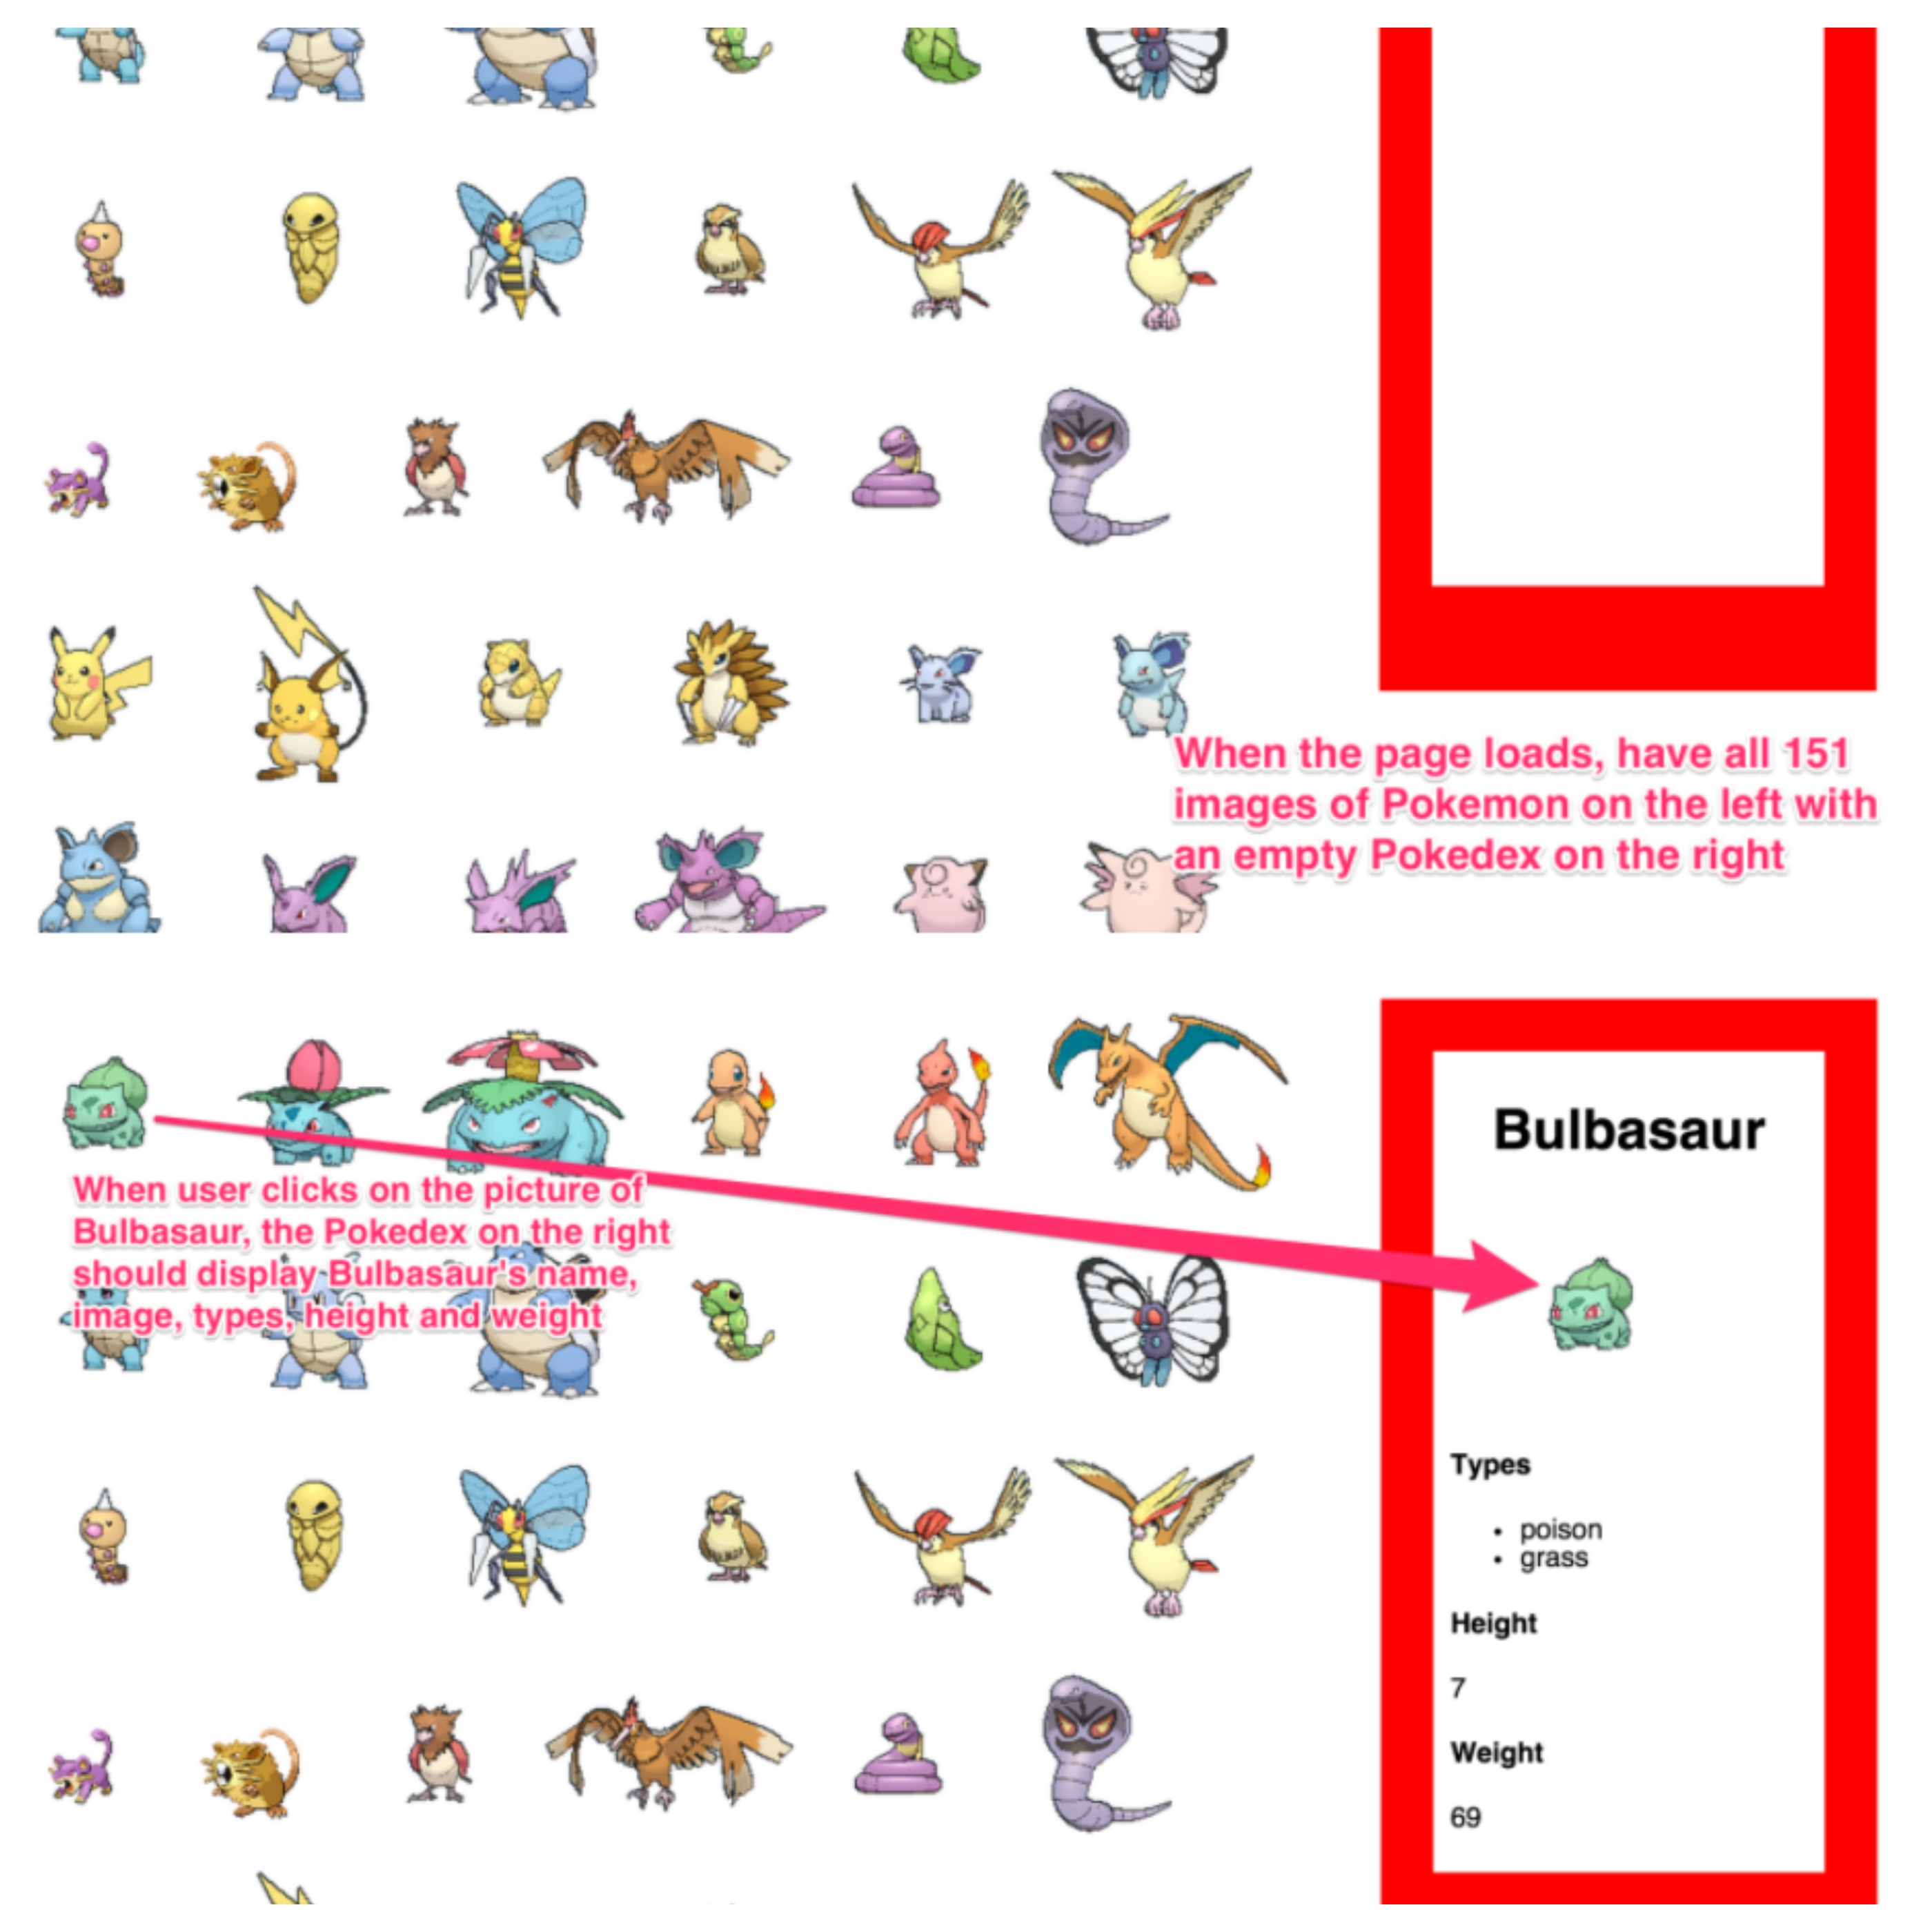 When the page loads, have all 151
images of Pokemon on the left with
an empty Pokedex on the right
Bulbasaur
When user clicks on the picture of
Bulbasaur, the Pokedex on the right
should display Bulbasaur's name,
image, types, height and weight
Types
• poison
• grass
Height
7
Weight
69